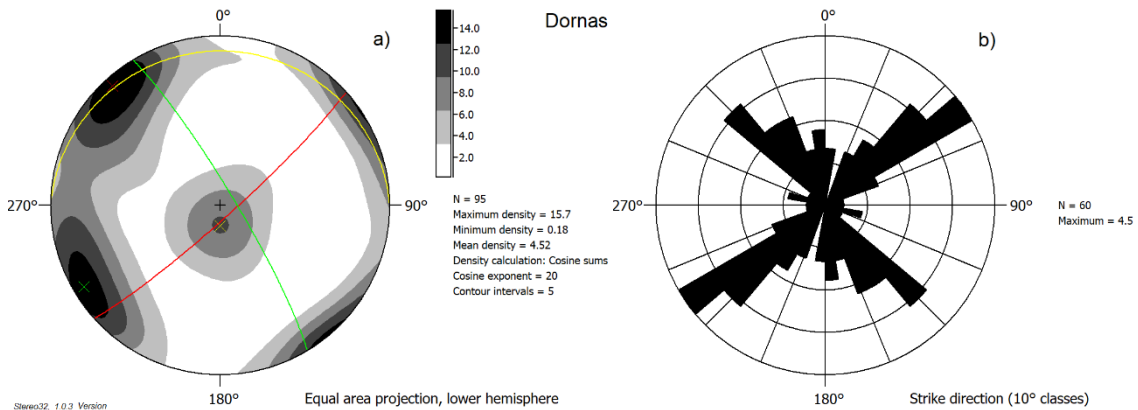 Dornas
0°
a)
14.0
12.0
10.0
8.0
6.0
4.0
2.0
270°
90°
N = 95
Maximum density = 15.7
Minimum density = 0.18
Mean density = 4.52
Density calculation: Cosine sums
Cosine exponent = 20
Contour intervals = 5
180°
Equal area projection, lower hemisphere
Stereo32, 1.0.3 Version
0°
b)
270°
90°
N = 60
Maximum = 4.5
180°
Strike direction (10° classes)